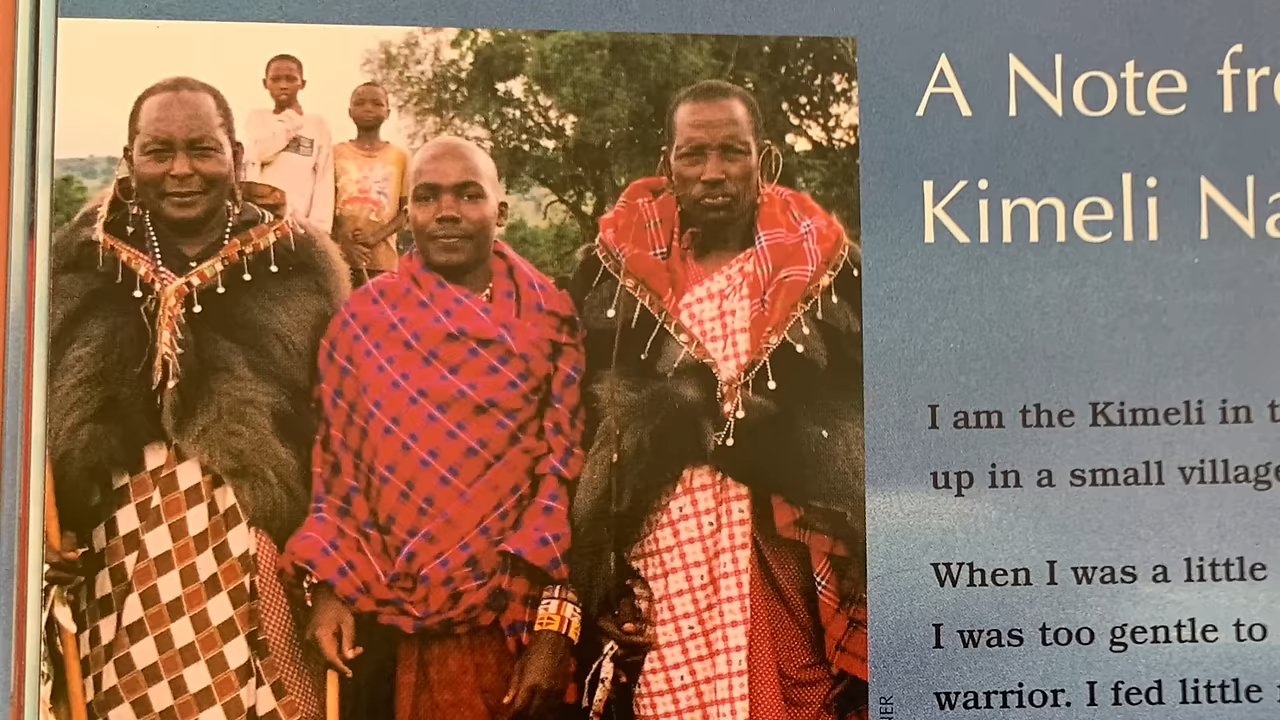 A Note fr
Kimeli Na
I am the Kimeli in t
up in a small village
When I was a little
I was too gentle to
warrior. I fed little
NER